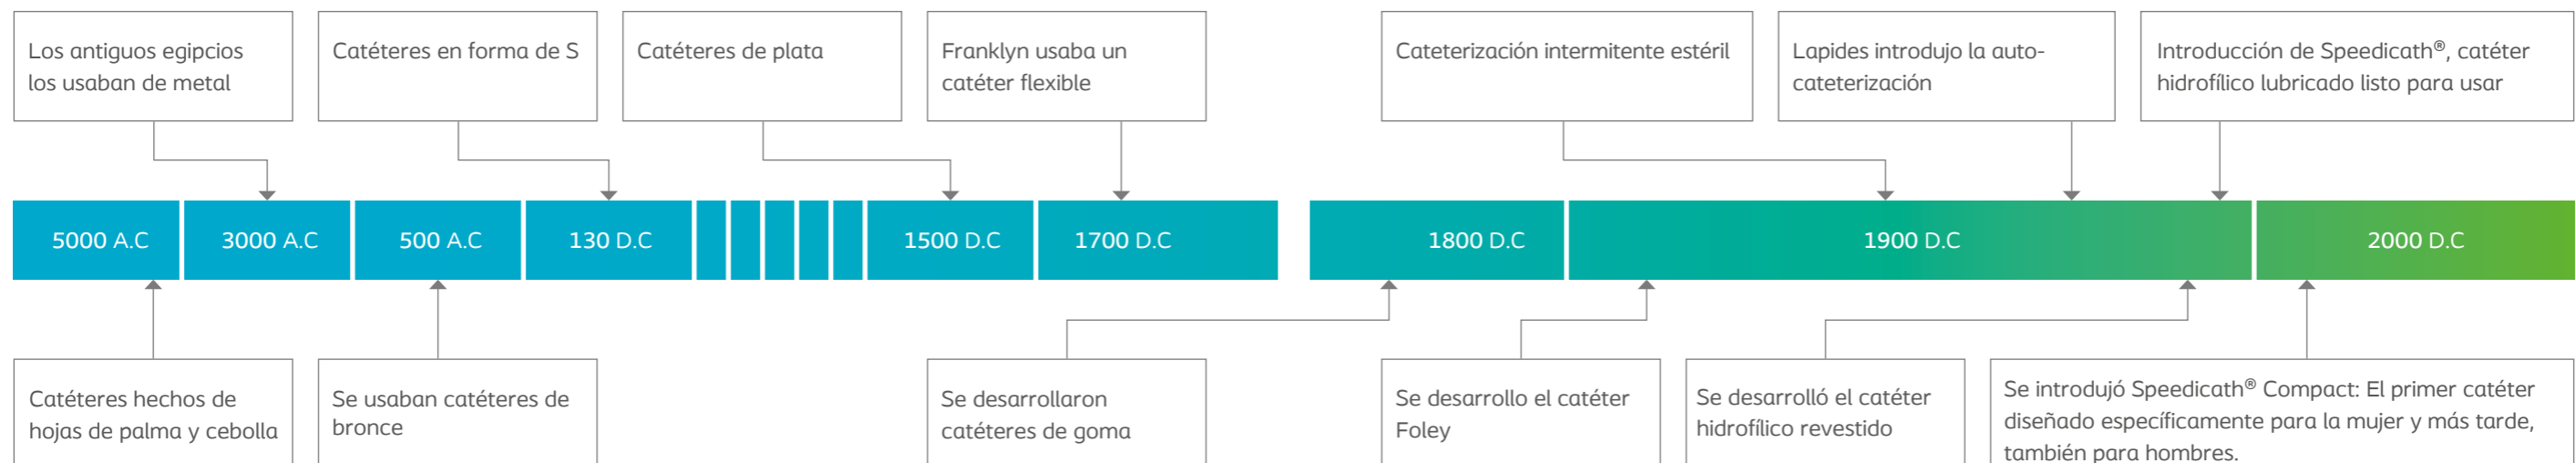 Los antiguos egipcios
los usaban de metal
Catéteres en forma de S
Catéteres de plata
Franklyn usaba un
catéter flexible
Cateterización intermitente estéril
Lapides introdujo la auto-
cateterización
Introducción de Speedicath®, catéter
hidrofílico lubricado listo para usar
5000 A.C
3000 A.C
500 A.C
130 D.C
1500 D.C
1700 D.C
1800 D.C
1900 D.C
2000 D.C
Catéteres hechos de
hojas de palma y cebolla
Se usaban catéteres de
bronce
Se desarrollaron
catéteres de goma
Se desarrollo el catéter
Foley
Se desarrolló el catéter
hidrofílico revestido
Se introdujó Speedicath® Compact: El primer catéter
diseñado específicamente para la mujer y más tarde,
también para hombres.